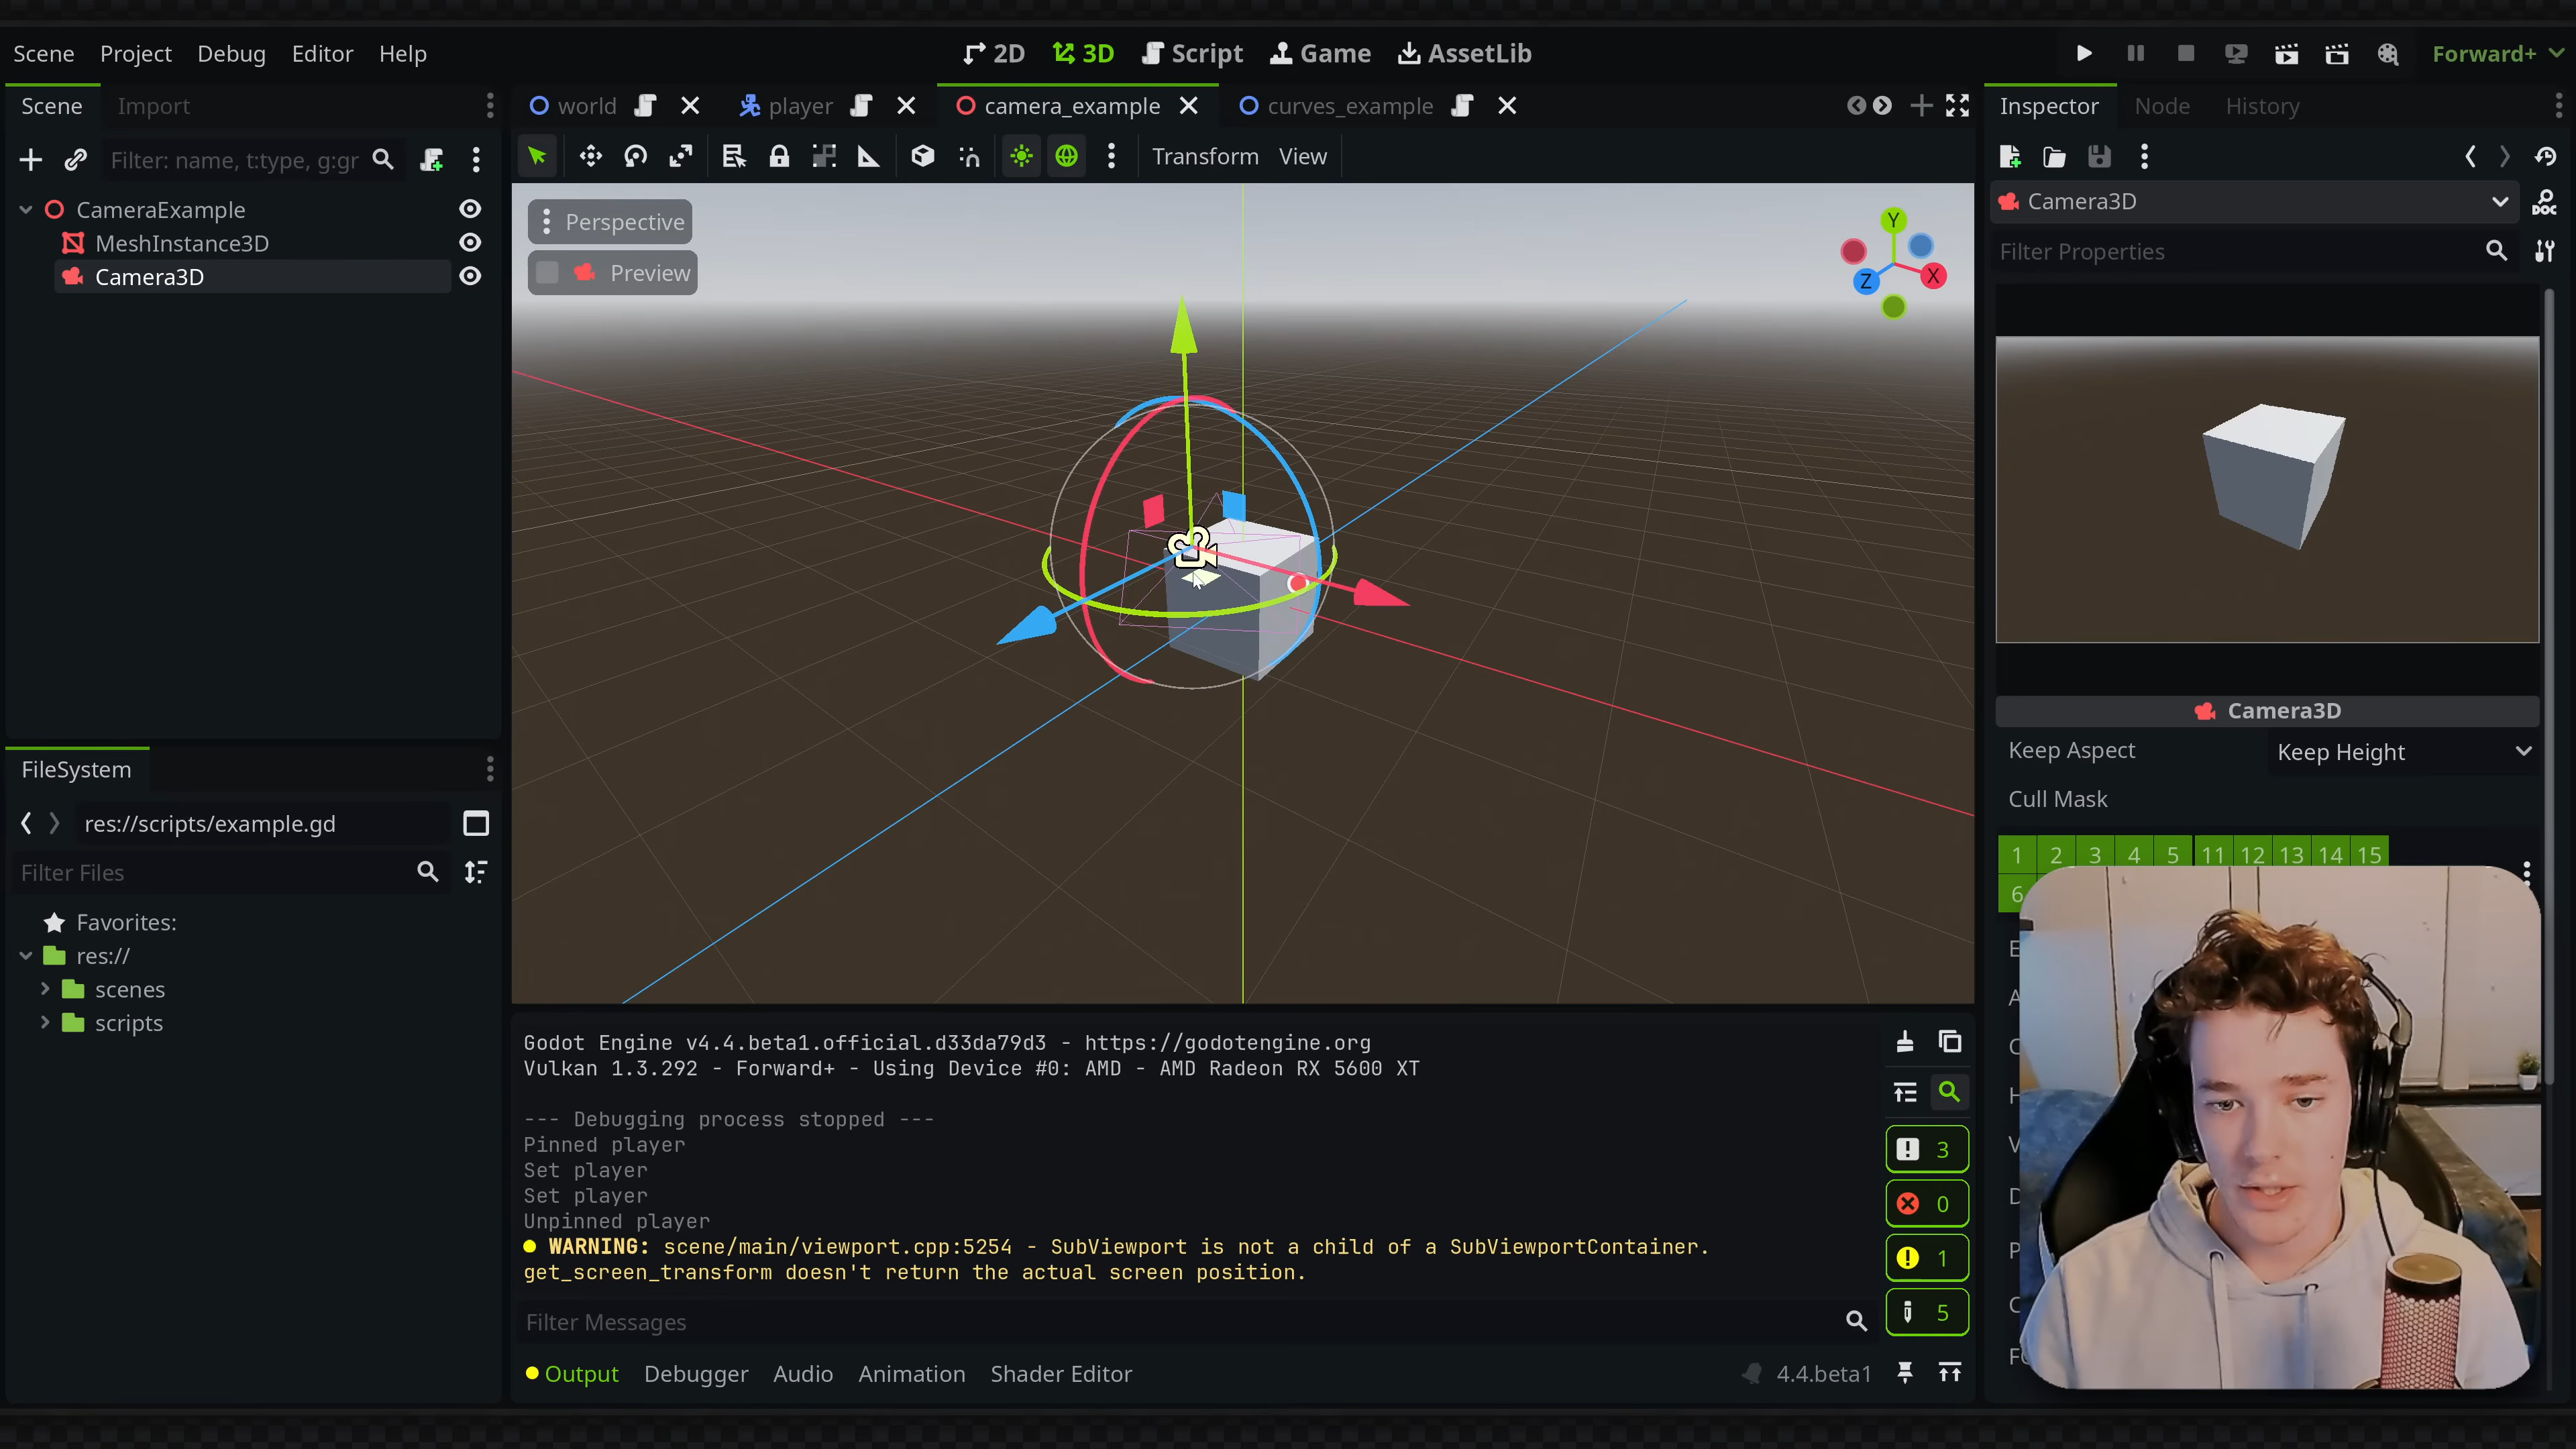 Scene Project Debug Editor Help 2D 3D Script Game AssetLib Forward+
Scene Import
world player camera_example curves_example
Inspector Node History
Filter: name, t:type, g:gr
Transform View
CameraExample
MeshInstance3D
Camera3D
Perspective
Preview
Y
X
Z
Camera3D
DOC
Filter Properties
Camera3D
Keep Aspect Keep Height
Cull Mask
1 2 3 4 5 11 12 13 14 15
6
FileSystem
res://scripts/example.gd
Filter Files
Favorites:
res://
scenes
scripts
Godot Engine v4.4.beta1.official.d33da79d3 - https://godotengine.org
Vulkan 1.3.292 - Forward+ - Using Device #0: AMD - AMD Radeon RX 5600 XT
--- Debugging process stopped ---
Pinned player
Set player
Set player
Unpinned player
WARNING: scene/main/viewport.cpp:5254 - SubViewport is not a child of a SubViewportContainer.
get_screen_transform doesn't return the actual screen position.
3
0
1
5
Filter Messages
Output Debugger Audio Animation Shader Editor 4.4.beta1